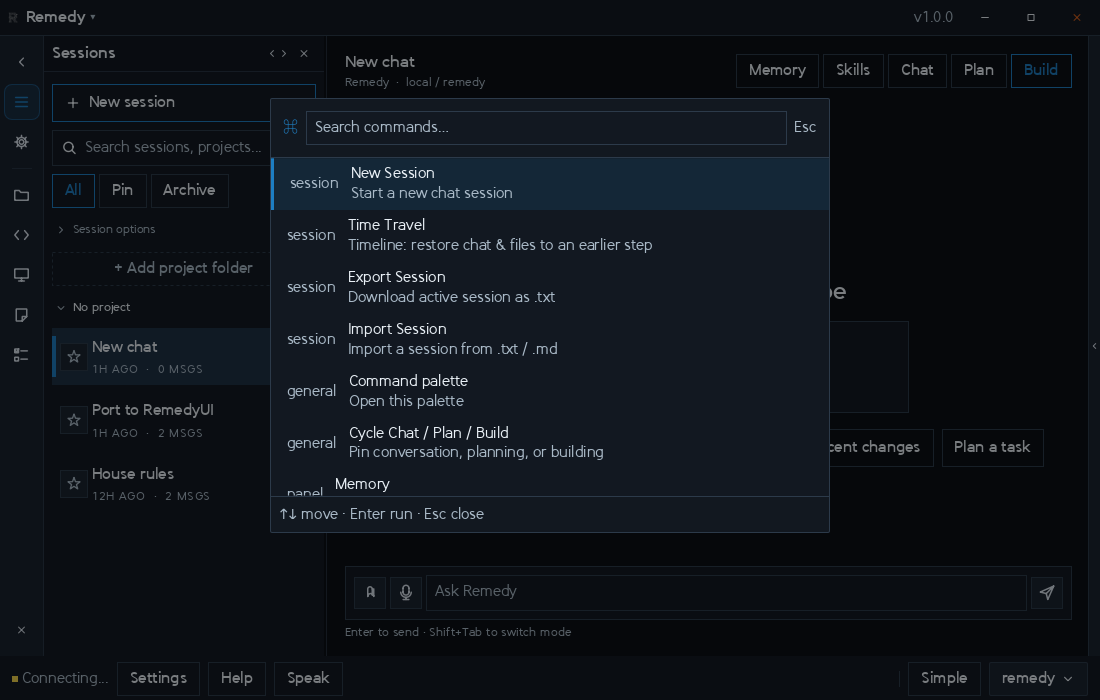 Remedy
v1.0.0
Sessions
New session
Search sessions, projects...
All
Pin
Archive
Session options
+ Add project folder
No project
New chat
1H AGO · 0 MSGS
Port to RemedyUI
1H AGO · 2 MSGS
House rules
12H AGO · 2 MSGS
New chat
Remedy · local / remedy
Memory
Skills
Chat
Plan
Build
Search commands...
Esc
session
New Session
Start a new chat session
session
Time Travel
Timeline: restore chat & files to an earlier step
session
Export Session
Download active session as .txt
session
Import Session
Import a session from .txt / .md
general
Command palette
Open this palette
general
Cycle Chat / Plan / Build
Pin conversation, planning, or building
panel
Memory
↑↓ move · Enter run · Esc close
changes
Plan a task
Ask Remedy
Enter to send · Shift+Tab to switch mode
Connecting...
Settings
Help
Speak
Simple
remedy